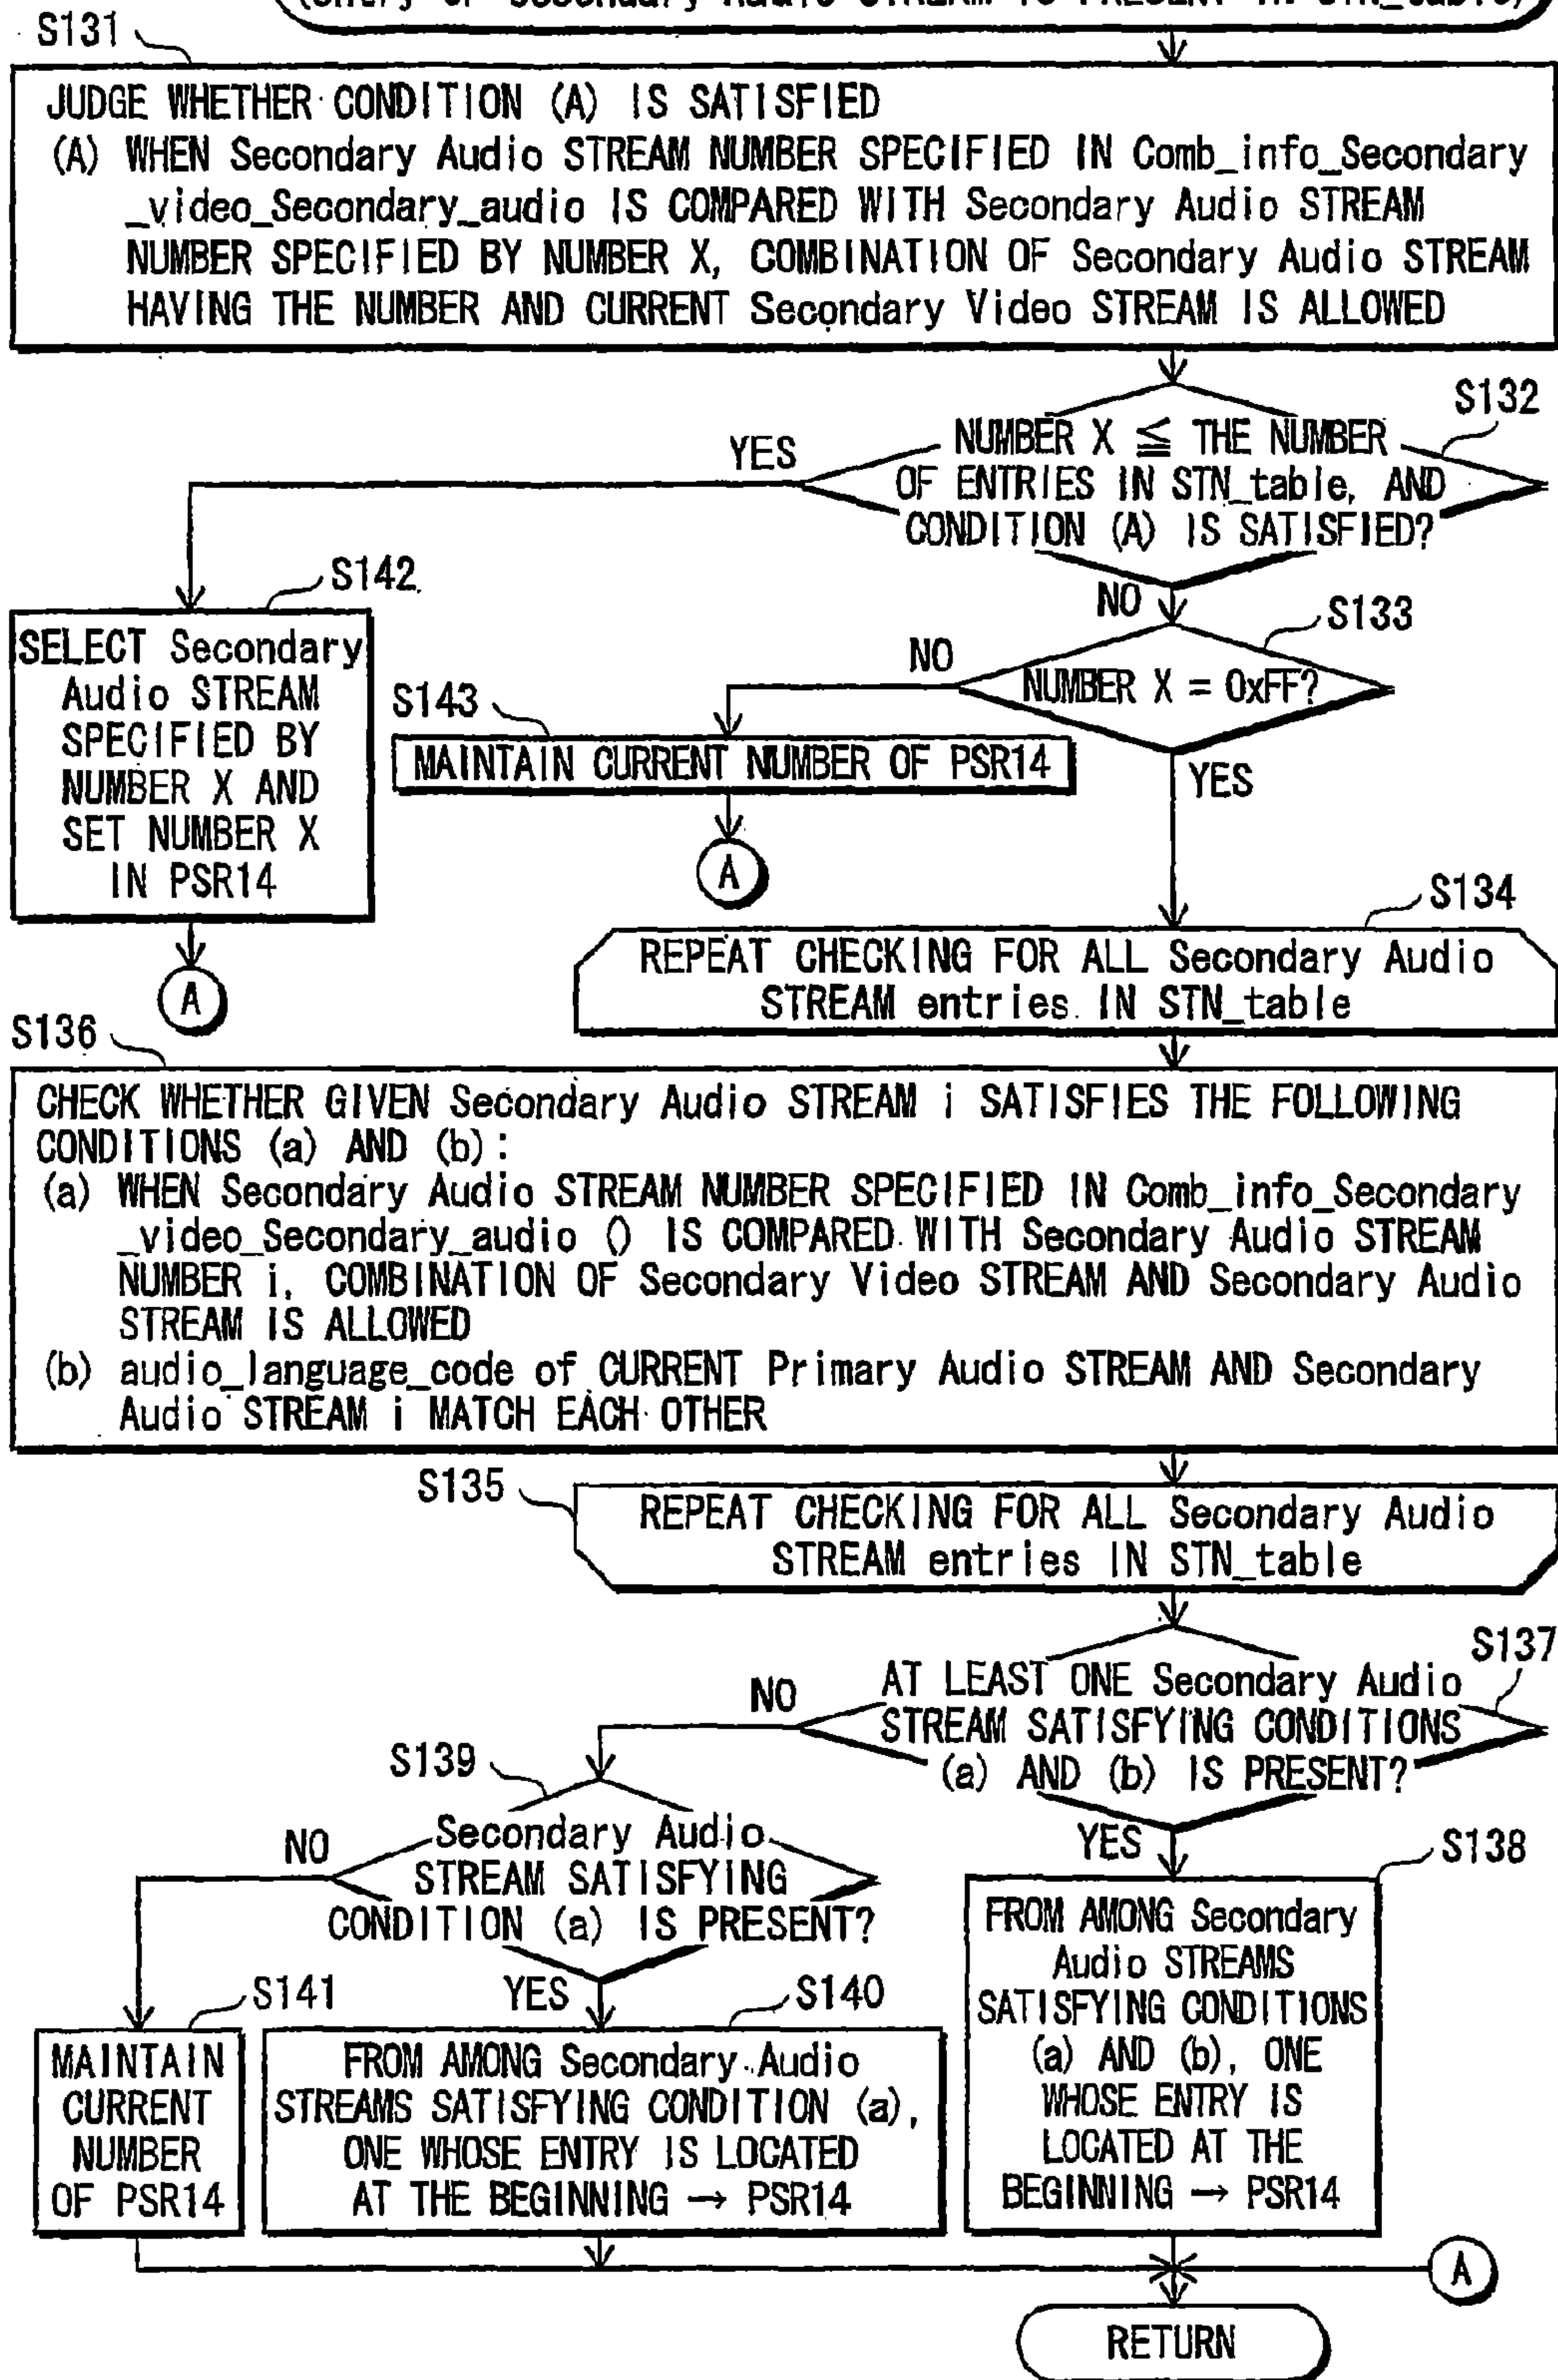 (entry of Secondary Audio STREAM IS PRESENT IN STN_table)
S131
JUDGE WHETHER CONDITION (A) IS SATISFIED
(A) WHEN Secondary Audio STREAM NUMBER SPECIFIED IN Comb_info_Secondary
_video_Secondary_audio IS COMPARED WITH Secondary Audio STREAM
NUMBER SPECIFIED BY NUMBER X, COMBINATION OF Secondary Audio STREAM
HAVING THE NUMBER AND CURRENT Secondary Video STREAM IS ALLOWED
S132
NUMBER X ≦ THE NUMBER
OF ENTRIES IN STN_table, AND
CONDITION (A) IS SATISFIED?
YES
NO
S142
SELECT Secondary
Audio STREAM
SPECIFIED BY
NUMBER X AND
SET NUMBER X
IN PSR14
A
S133
NUMBER X = 0xFF?
NO
YES
S143
MAINTAIN CURRENT NUMBER OF PSR14
A
S134
REPEAT CHECKING FOR ALL Secondary Audio
STREAM entries IN STN_table
S136
CHECK WHETHER GIVEN Secondary Audio STREAM i SATISFIES THE FOLLOWING
CONDITIONS (a) AND (b):
(a) WHEN Secondary Audio STREAM NUMBER SPECIFIED IN Comb_info_Secondary
_video_Secondary_audio () IS COMPARED WITH Secondary Audio STREAM
NUMBER i, COMBINATION OF Secondary Video STREAM AND Secondary Audio
STREAM IS ALLOWED
(b) audio_language_code of CURRENT Primary Audio STREAM AND Secondary
Audio STREAM i MATCH EACH OTHER
S135
REPEAT CHECKING FOR ALL Secondary Audio
STREAM entries IN STN_table
S137
AT LEAST ONE Secondary Audio
STREAM SATISFYING CONDITIONS
(a) AND (b) IS PRESENT?
NO
YES
S139
Secondary Audio
STREAM SATISFYING
CONDITION (a) IS PRESENT?
NO
YES
S138
FROM AMONG Secondary
Audio STREAMS
SATISFYING CONDITIONS
(a) AND (b), ONE
WHOSE ENTRY IS
LOCATED AT THE
BEGINNING → PSR14
S141
MAINTAIN
CURRENT
NUMBER
OF PSR14
S140
FROM AMONG Secondary Audio
STREAMS SATISFYING CONDITION (a),
ONE WHOSE ENTRY IS LOCATED
AT THE BEGINNING → PSR14
A
RETURN